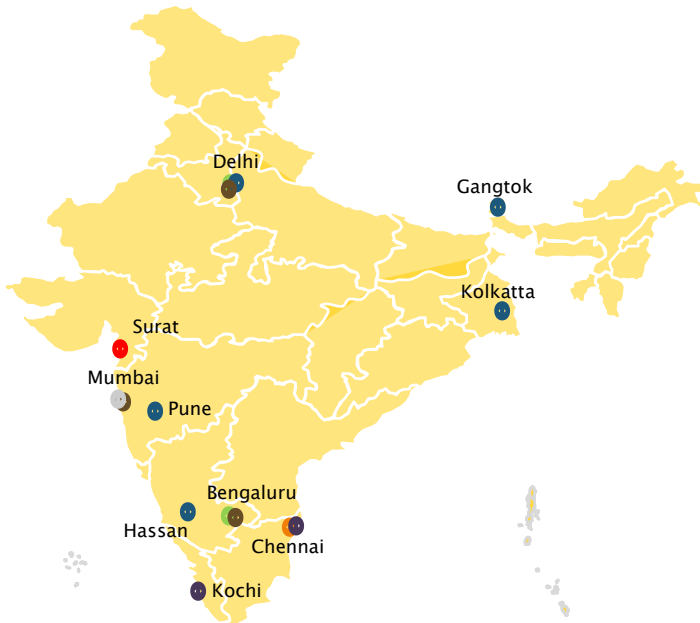 Delhi
Gangtok
Kolkatta
Surat
Mumbai
Pune
Bengaluru
Hassan
Chennai
Kochi